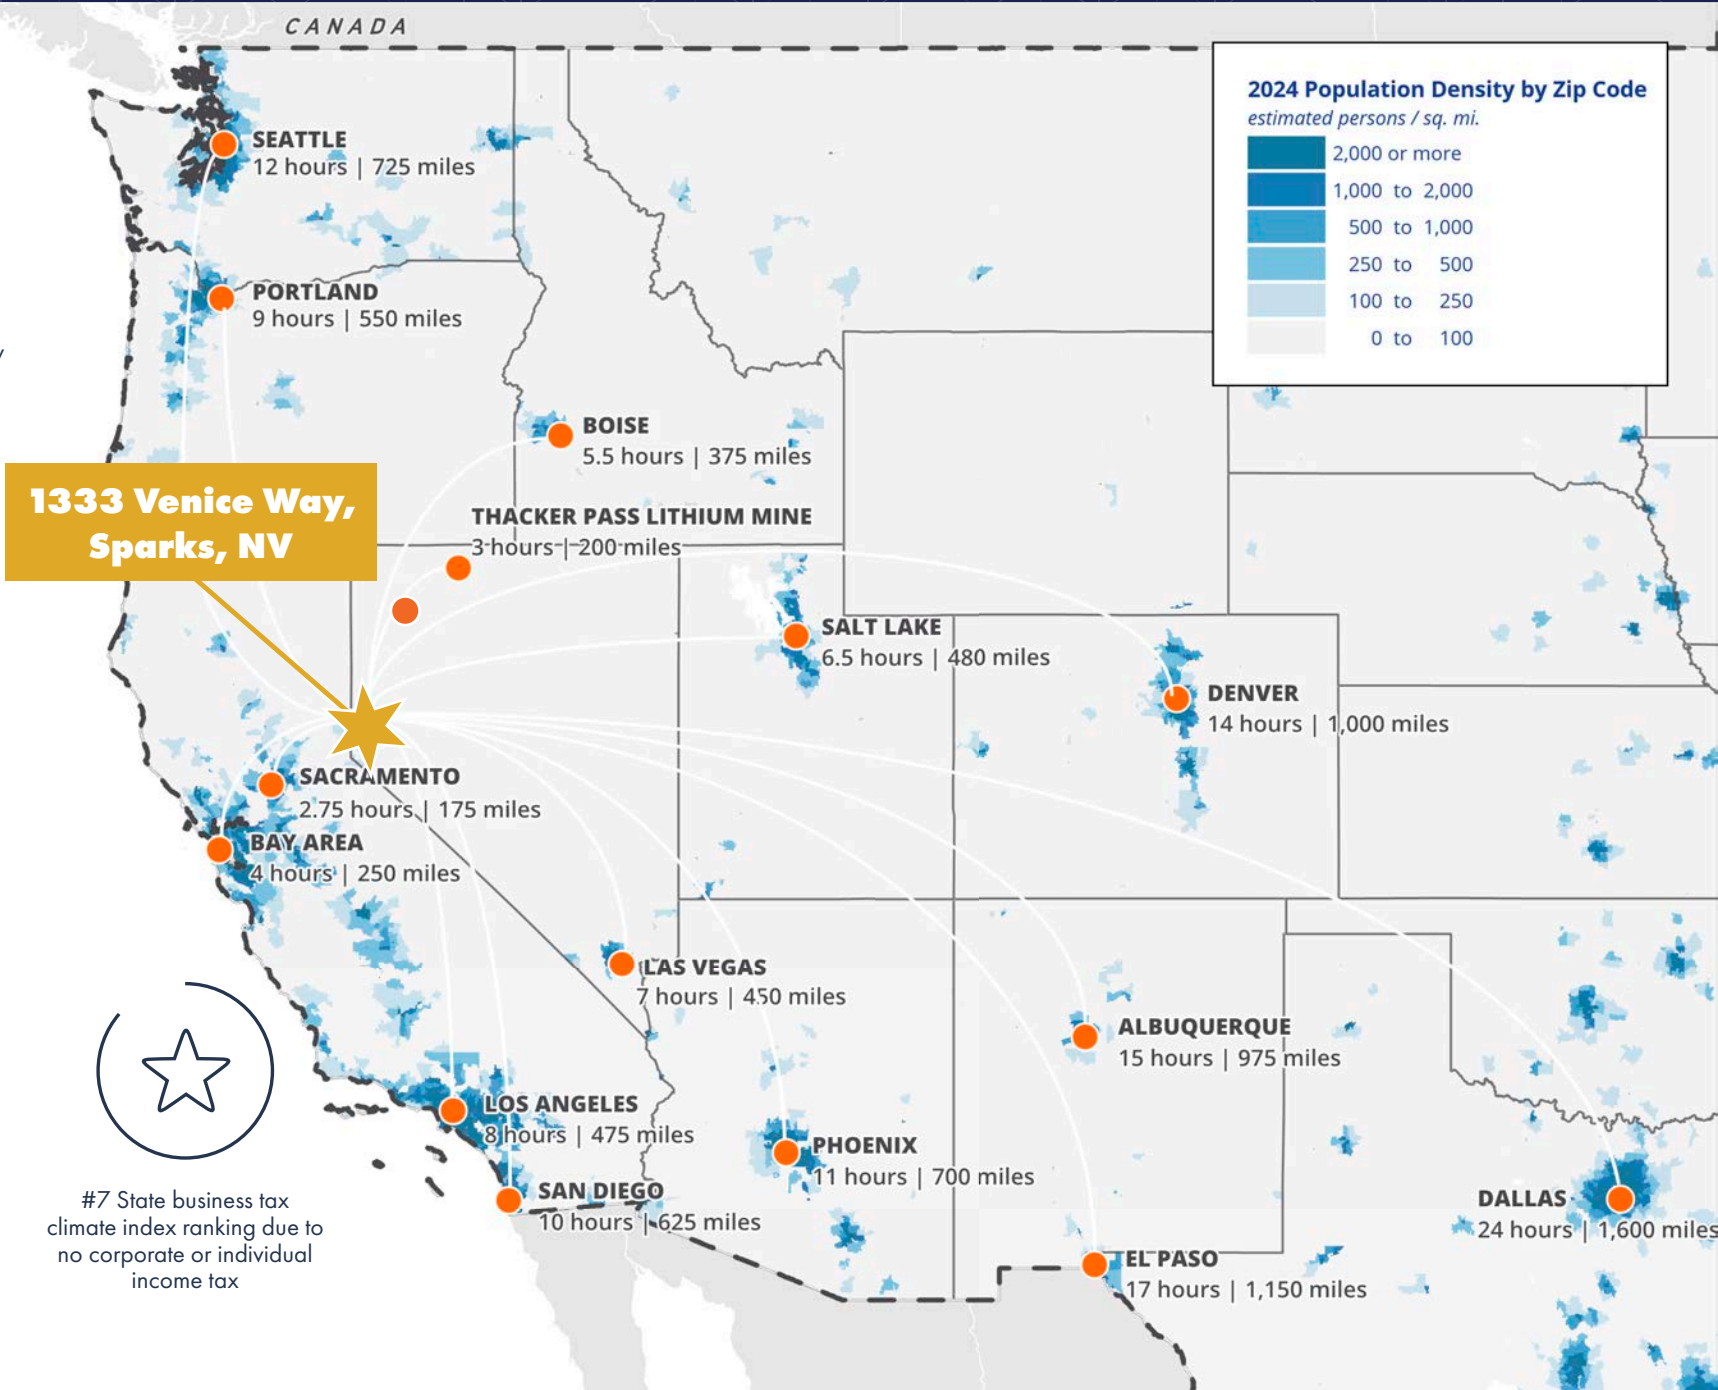 CANADA
2024 Population Density by Zip Code
estimated persons / sq. mi.
2,000 or more
1,000 to 2,000
500 to 1,000
250 to 500
100 to 250
0 to 100
SEATTLE
12 hours | 725 miles
PORTLAND
9 hours | 550 miles
BOISE
5.5 hours | 375 miles
1333 Venice Way,
Sparks, NV
THACKER PASS LITHIUM MINE
3 hours | 200 miles
SALT LAKE
6.5 hours | 480 miles
DENVER
14 hours | 1,000 miles
SACRAMENTO
2.75 hours | 175 miles
BAY AREA
4 hours | 250 miles
LAS VEGAS
7 hours | 450 miles
ALBUQUERQUE
15 hours | 975 miles
LOS ANGELES
8 hours | 475 miles
PHOENIX
11 hours | 700 miles
SAN DIEGO
10 hours | 625 miles
DALLAS
24 hours | 1,600 miles
EL PASO
17 hours | 1,150 miles
#7 State business tax
climate index ranking due to
no corporate or individual
income tax